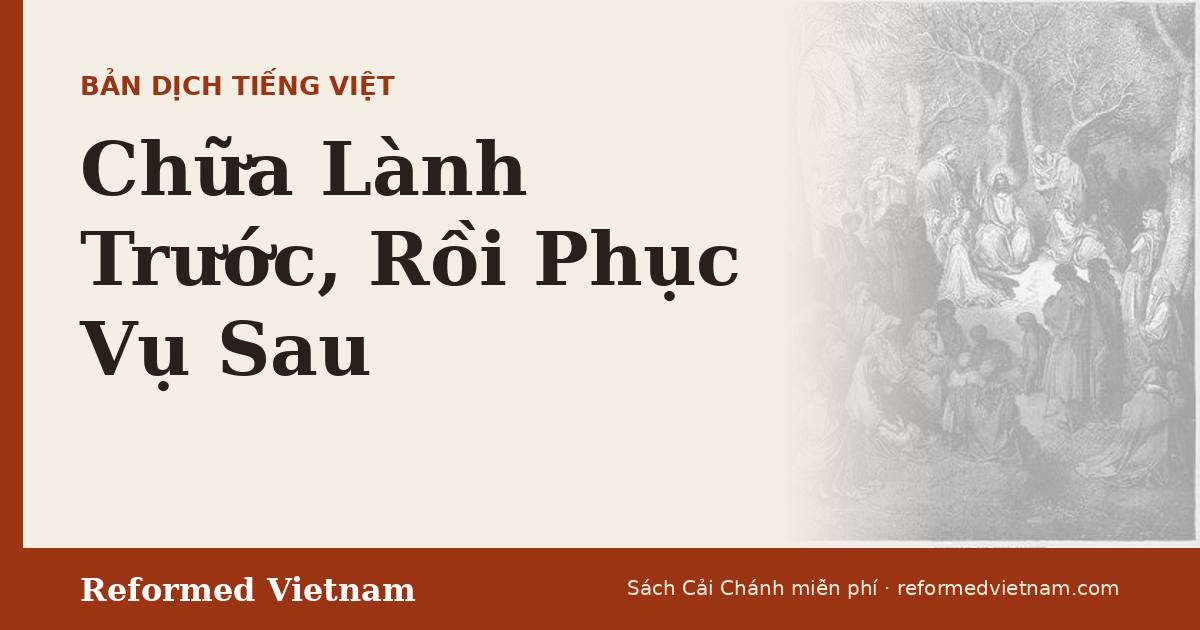 BẢN DỊCH TIẾNG VIỆT
Chữa Lành
Trước, Rồi Phục
Vụ Sau
Reformed Vietnam
Sách Cải Chánh miễn phí · reformedvietnam.com